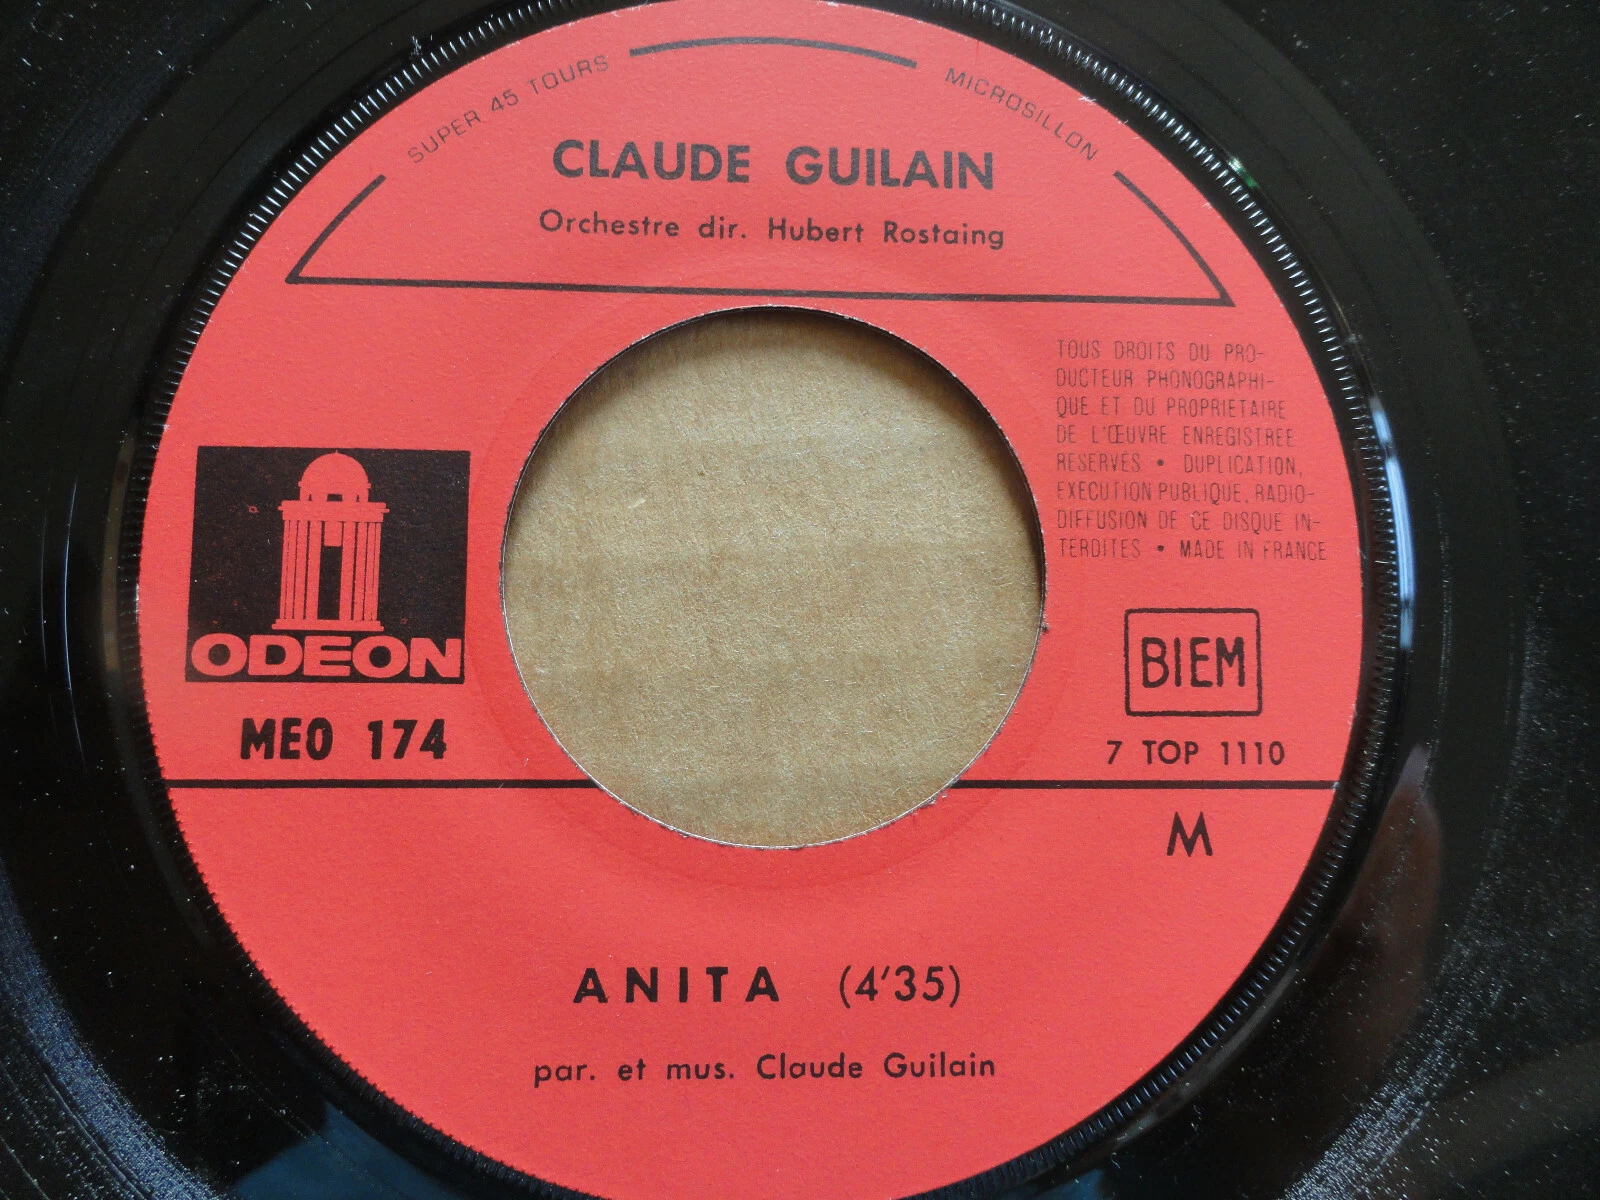 SUPER 45 TOURS
MICROSILLON
CLAUDE GUILAIN
Orchestre dir. Hubert Rostaing
TOUS DROITS DU PRO-
DUCTEUR PHONOGRAPHI-
QUE ET DU PROPRIETAIRE
DE L'ŒUVRE ENREGISTREE
RESERVÉS • DUPLICATION,
EXECUTION PUBLIQUE, RADIO-
DIFFUSION DE CE DISQUE IN-
TERDITES • MADE IN FRANCE
ODEON
MEO 174
BIEM
7 TOP 1110
M
ANITA (4'35)
par. et mus. Claude Guilain